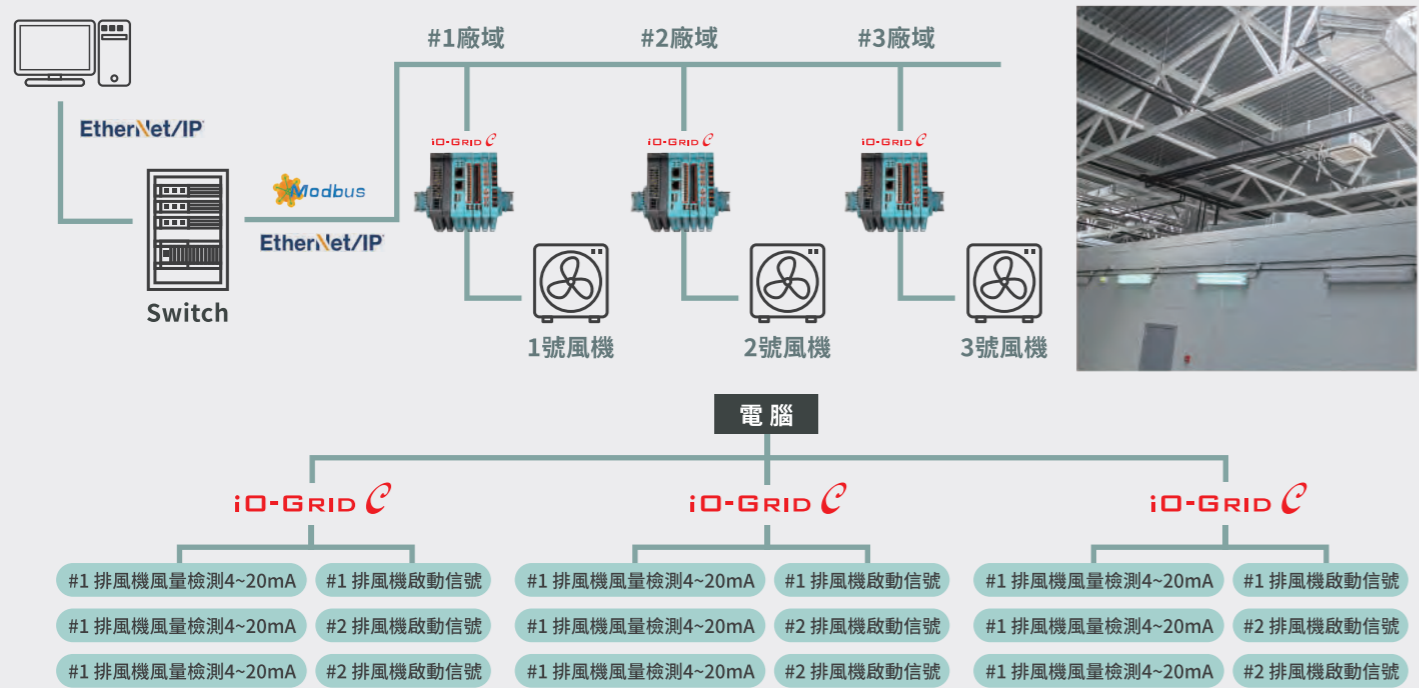 #1廠域 #2廠域 #3廠域
EtherNet/IP
iO-GRID C iO-GRID C iO-GRID C
Modbus
EtherNet/IP
Switch
1號風機 2號風機 3號風機
電腦
iO-GRID C iO-GRID C iO-GRID C
#1 排風機風量檢測4~20mA #1 排風機啟動信號 #1 排風機風量檢測4~20mA #1 排風機啟動信號 #1 排風機風量檢測4~20mA #1 排風機啟動信號
#1 排風機風量檢測4~20mA #2 排風機啟動信號 #1 排風機風量檢測4~20mA #2 排風機啟動信號 #1 排風機風量檢測4~20mA #2 排風機啟動信號
#1 排風機風量檢測4~20mA #2 排風機啟動信號 #1 排風機風量檢測4~20mA #2 排風機啟動信號 #1 排風機風量檢測4~20mA #2 排風機啟動信號